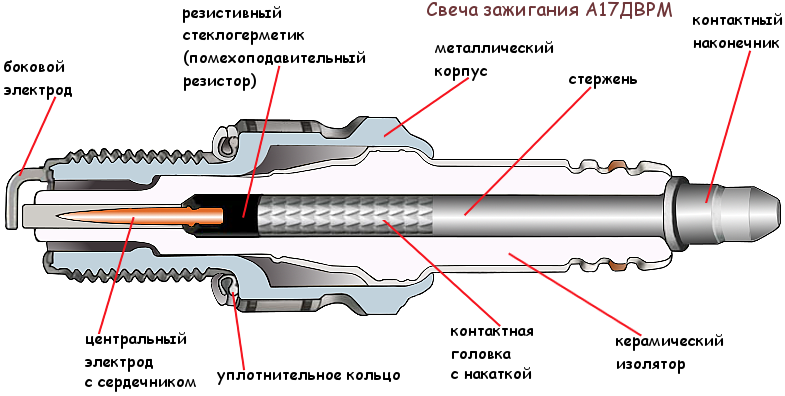 Свеча зажигания А17ДВРМ
резистивный
стеклогерметик
(помехоподавительный
резистор)
контактный
наконечник
металлический
корпус
боковой
электрод
стержень
центральный
электрод
с сердечником
уплотнительное кольцо
контактная
головка
с накаткой
керамический
изолятор